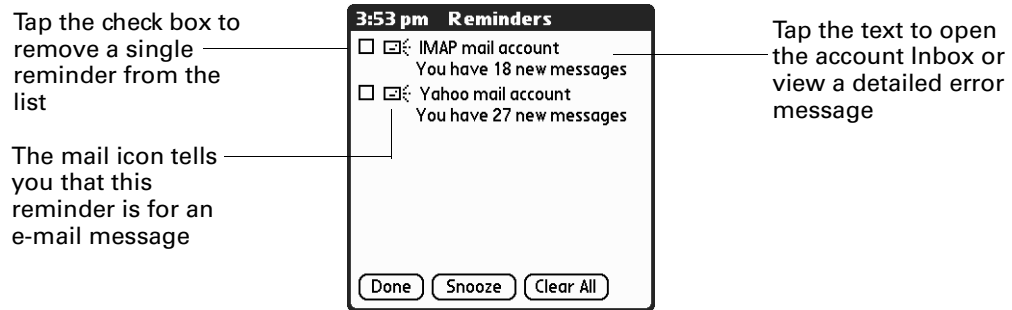 Tap the check box to
remove a single
reminder from the
list
The mail icon tells
you that this
reminder is for an
e-mail message
3:53 pm Reminders
IMAP mail account
You have 18 new messages
Yahoo mail account
You have 27 new messages
Done Snooze Clear All
Tap the text to open
the account Inbox or
view a detailed error
message